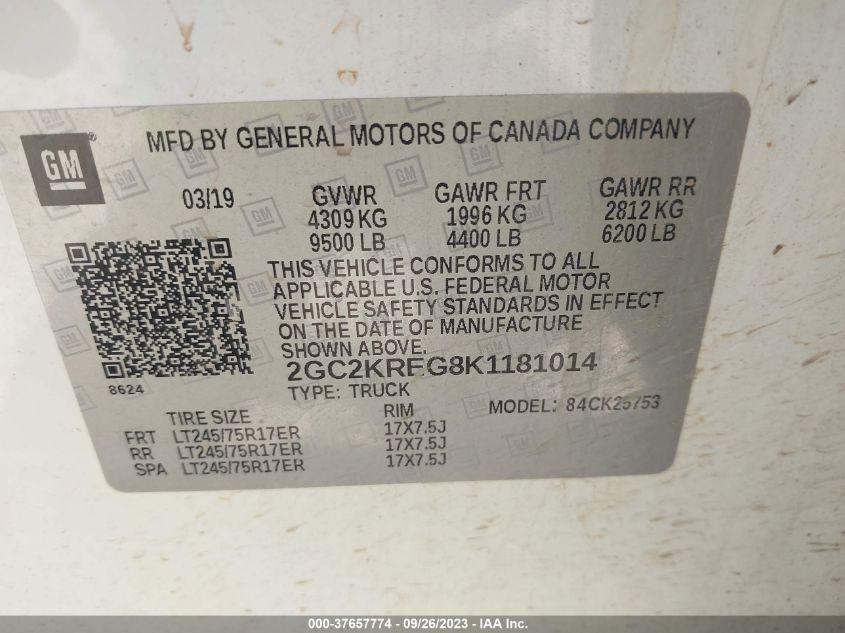 GM
MFD BY GENERAL MOTORS OF CANADA COMPANY
03/19 GVWR GAWR FRT GAWR RR
4309 KG 1996 KG 2812 KG
9500 LB 4400 LB 6200 LB
THIS VEHICLE CONFORMS TO ALL
APPLICABLE U.S. FEDERAL MOTOR
VEHICLE SAFETY STANDARDS IN EFFECT
ON THE DATE OF MANUFACTURE
SHOWN ABOVE.
8624
2GC2KREG8K1181014
TYPE: TRUCK
MODEL: 84CK25753
TIRE SIZE RIM
FRT LT245/75R17ER 17X7.5J
RR LT245/75R17ER 17X7.5J
SPA LT245/75R17ER 17X7.5J
000-37657774 - 09/26/2023 - IAA Inc.